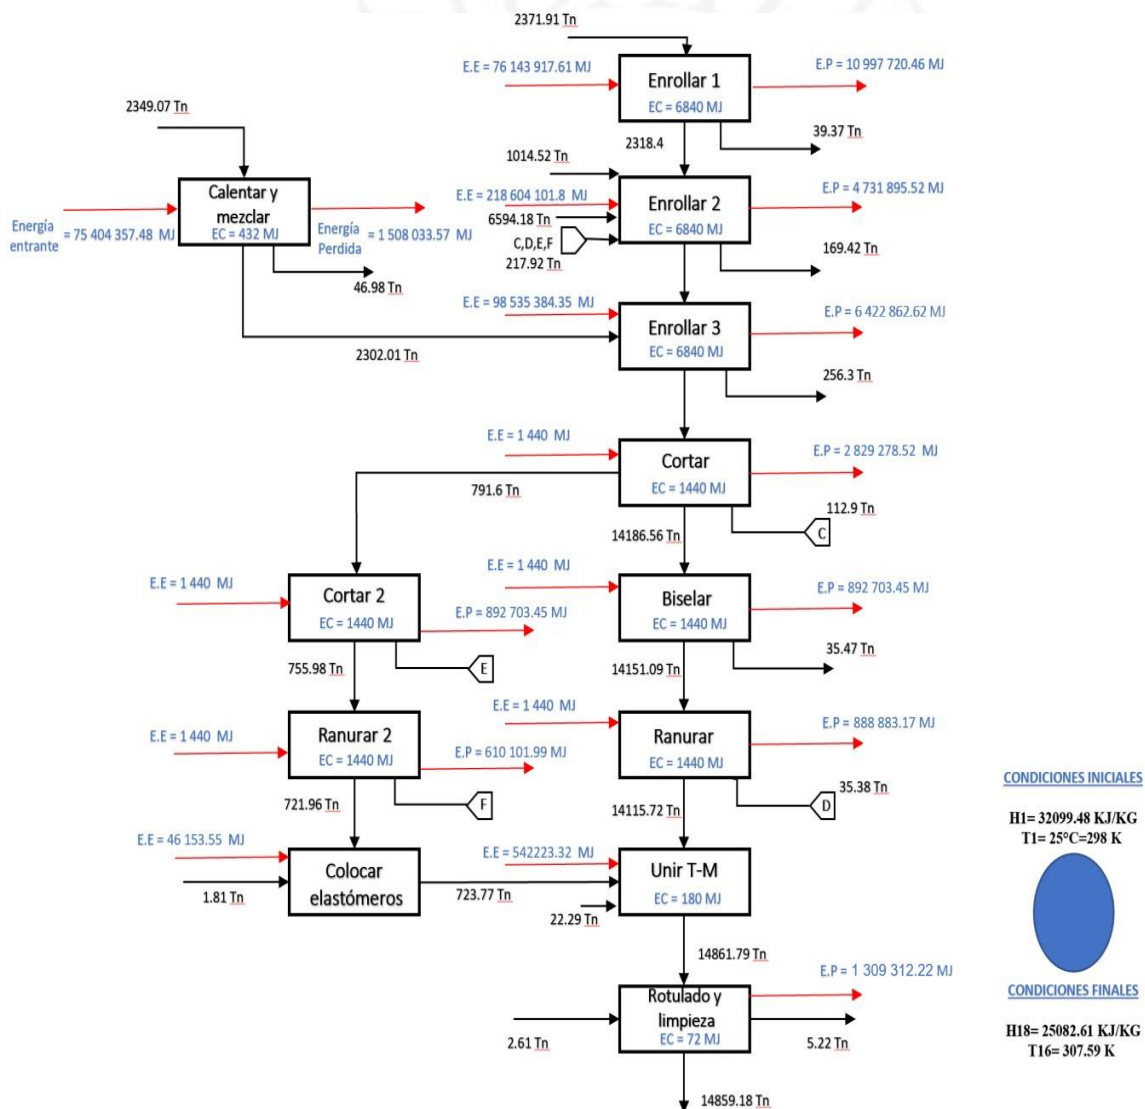 2371.91 Tn
E.E = 76 143 917.61 MJ
E.P = 10 997 720.46 MJ
Enrollar 1
EC = 6840 MJ
2349.07 Tn
39.37 Tn
2318.4
1014.52 Tn
Calentar y
mezclar
EC = 432 MJ
E.E = 218 604 101.8 MJ
E.P = 4 731 895.52 MJ
Enrollar 2
EC = 6840 MJ
6594.18 Tn
C,D,E,F
217.92 Tn
Energía
entrante
= 75 404 357.48 MJ
Energía
Perdida
= 1 508 033.57 MJ
169.42 Tn
46.98 Tn
E.E = 98 535 384.35 MJ
E.P = 6 422 862.62 MJ
Enrollar 3
EC = 6840 MJ
2302.01 Tn
256.3 Tn
E.E = 1 440 MJ
E.P = 2 829 278.52 MJ
Cortar
EC = 1440 MJ
791.6 Tn
112.9 Tn
C
14186.56 Tn
E.E = 1 440 MJ
E.E = 1 440 MJ
Cortar 2
EC = 1440 MJ
E.P = 892 703.45 MJ
Biselar
EC = 1440 MJ
E.P = 892 703.45 MJ
35.47 Tn
E
755.98 Tn
14151.09 Tn
E.E = 1 440 MJ
E.E = 1 440 MJ
Ranurar 2
EC = 1440 MJ
E.P = 610 101.99 MJ
Ranurar
EC = 1440 MJ
E.P = 888 883.17 MJ
35.38 Tn
F
D
721.96 Tn
14115.72 Tn
CONDICIONES INICIALES
H1= 32099.48 KJ/KG
T1= 25°C=298 K
E.E = 46 153.55 MJ
E.E = 542223.32 MJ
Colocar
elastómeros
Unir T-M
EC = 180 MJ
1.81 Tn
723.77 Tn
22.29 Tn
14861.79 Tn
E.P = 1 309 312.22 MJ
Rotulado y
limpieza
EC = 72 MJ
2.61 Tn
5.22 Tn
CONDICIONES FINALES
H18= 25082.61 KJ/KG
T16= 307.59 K
14859.18 Tn